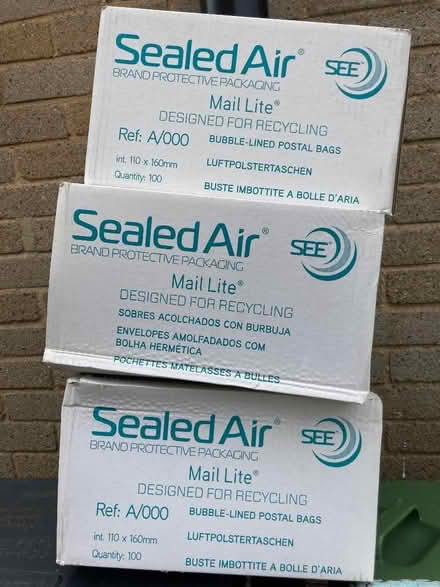 Sealed Air®
BRAND PROTECTIVE PACKAGING
SEE™
Mail Lite®
DESIGNED FOR RECYCLING
Ref: A/000
BUBBLE-LINED POSTAL BAGS
int. 110 x 160mm
LUFTPOLSTERTASCHEN
Quantity: 100
BUSTE IMBOTTITE A BOLLE D'ARIA
Sealed Air®
BRAND PROTECTIVE PACKAGING
SEE™
Mail Lite®
DESIGNED FOR RECYCLING
SOBRES ACOLCHADOS CON BURBUJA
ENVELOPES AMOLFADADOS COM
BOLHA HERMÉTICA
POCHETTES MATELASSES A BULLES
Sealed Air®
BRAND PROTECTIVE PACKAGING
SEE™
Mail Lite®
DESIGNED FOR RECYCLING
Ref: A/000
BUBBLE-LINED POSTAL BAGS
int. 110 x 160mm
LUFTPOLSTERTASCHEN
Quantity: 100
BUSTE IMBOTTITE A BOLLE D'ARIA